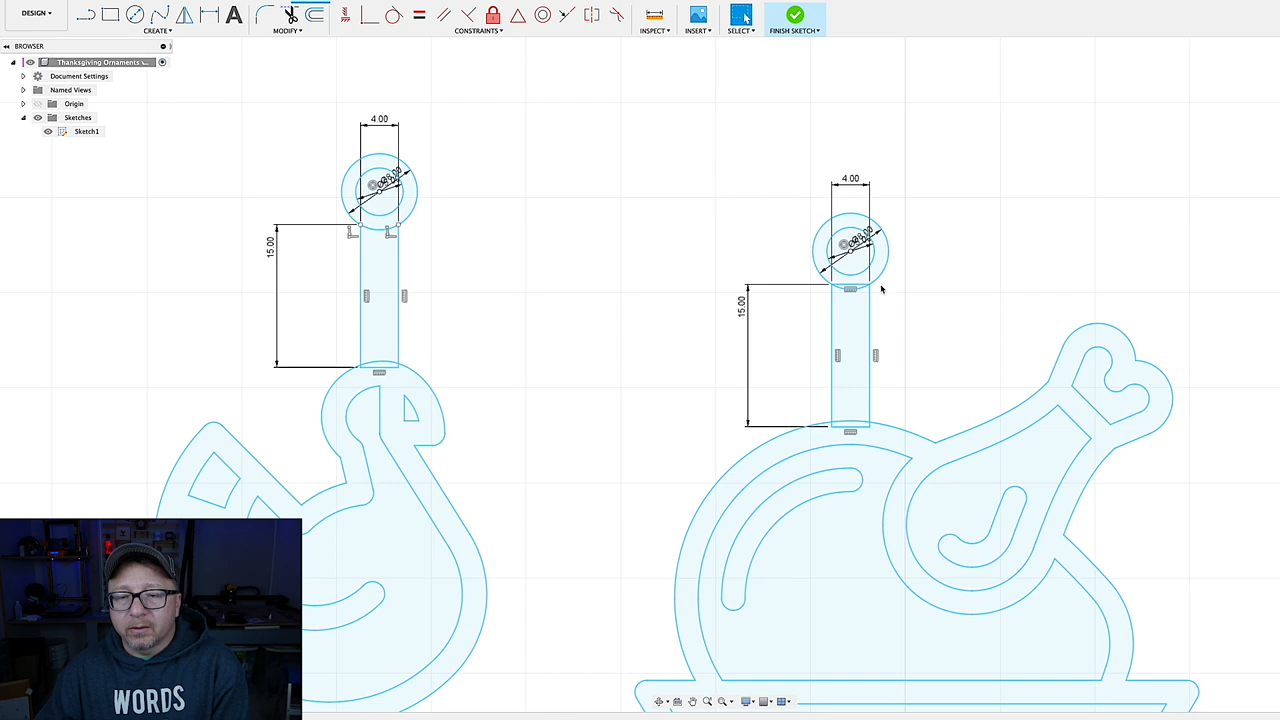 DESIGN
CREATE
MODIFY
CONSTRAINTS
INSPECT
INSERT
SELECT
FINISH SKETCH
BROWSER
Thanksgiving Ornaments
Document Settings
Named Views
Origin
Sketches
Sketch1
4.00
15.00
4.00
15.00
WORDS